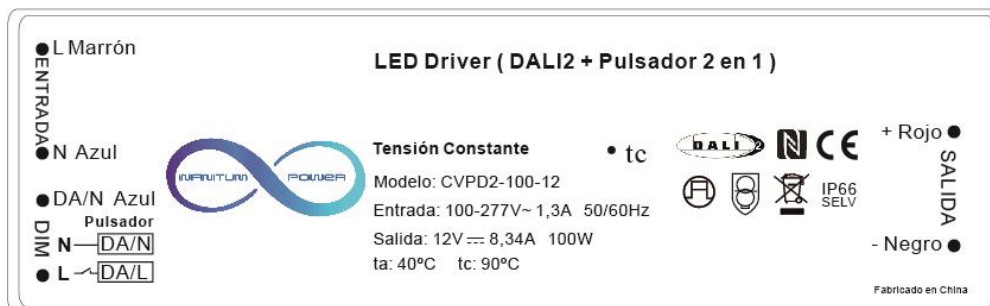 L Marrón
ENTRADA
N Azul
DA/N Azul
DIM
Pulsador
N DA/N
L DA/L
INFINITUM POWER
LED Driver ( DALI2 + Pulsador 2 en 1 )
Tensión Constante
Modelo: CVPD2-100-12
Entrada: 100-277V~ 1,3A 50/60Hz
Salida: 12V ⎓ 8,34A 100W
ta: 40ºC tc: 90ºC
• tc
DALI 2
N CE
IP66
SELV
+ Rojo
SALIDA
- Negro
Fabricado en China